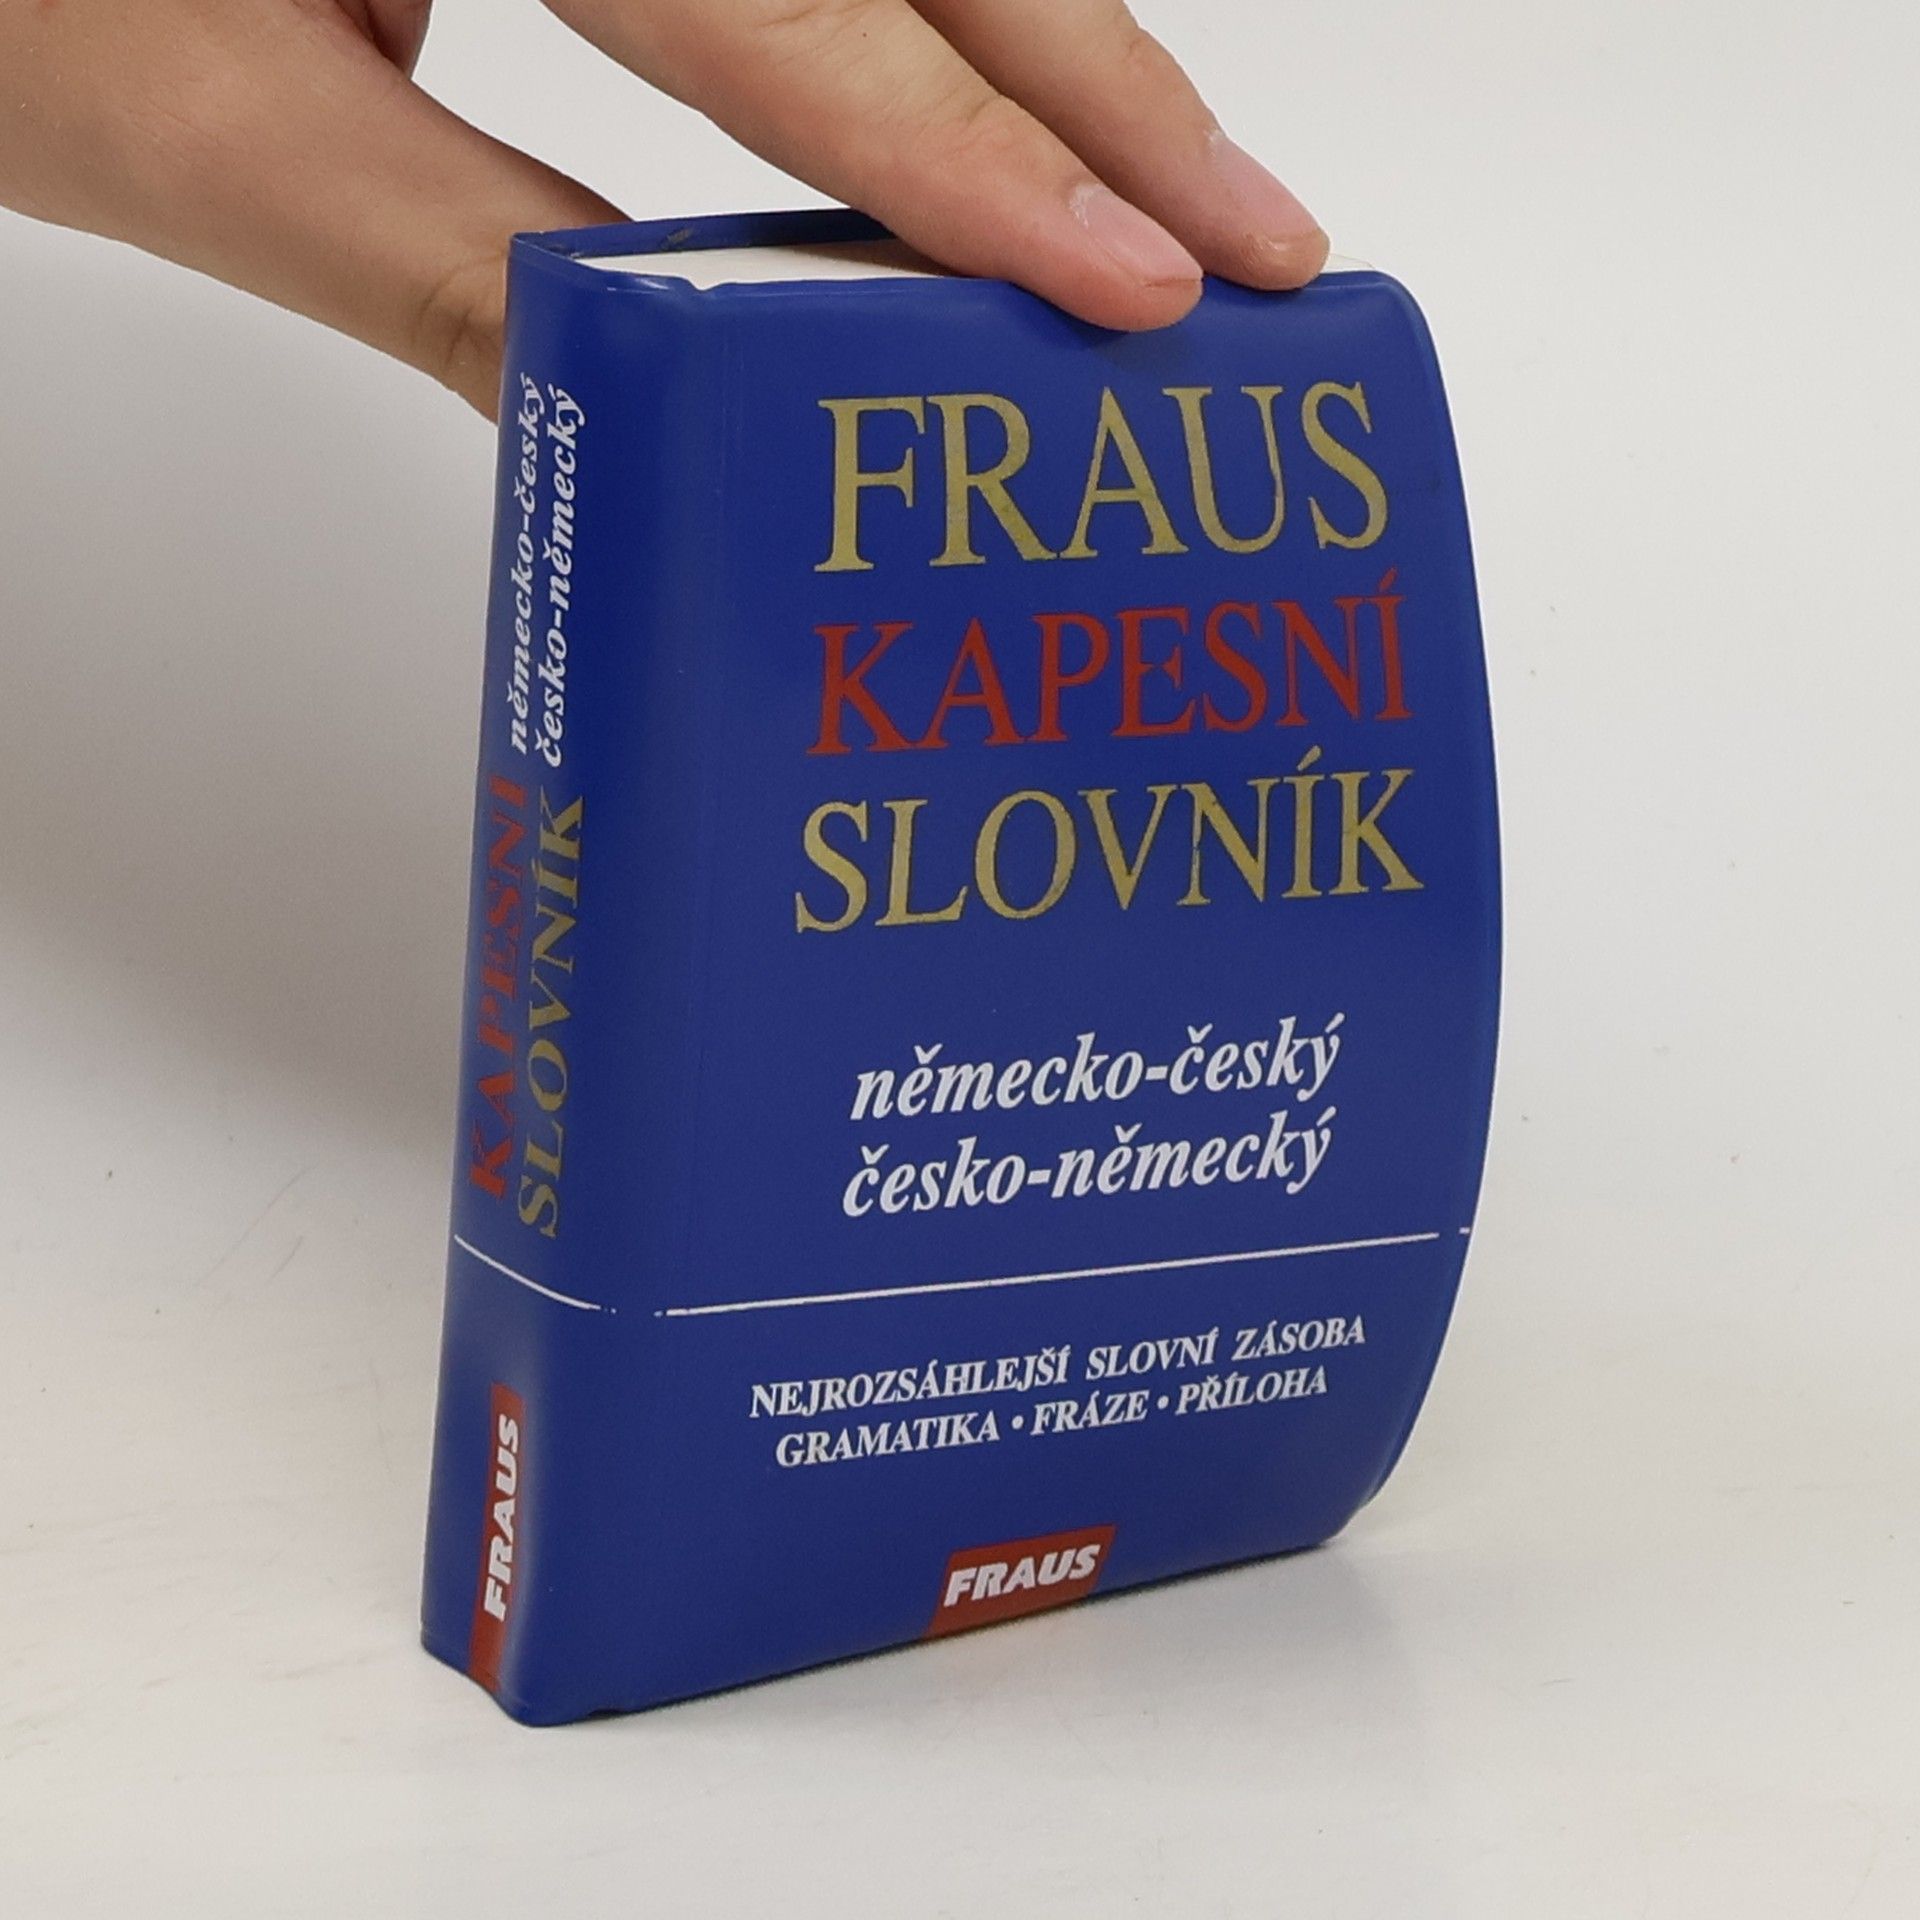 německo-český
česko-německý
KAPESNÍ
SLOVNÍK
FRAUS
FRAUS
KAPESNÍ
SLOVNÍK
německo-český
česko-německý
NEJROZSÁHLEJŠÍ SLOVNÍ ZÁSOBA
GRAMATIKA • FRÁZE • PŘÍLOHA
FRAUS